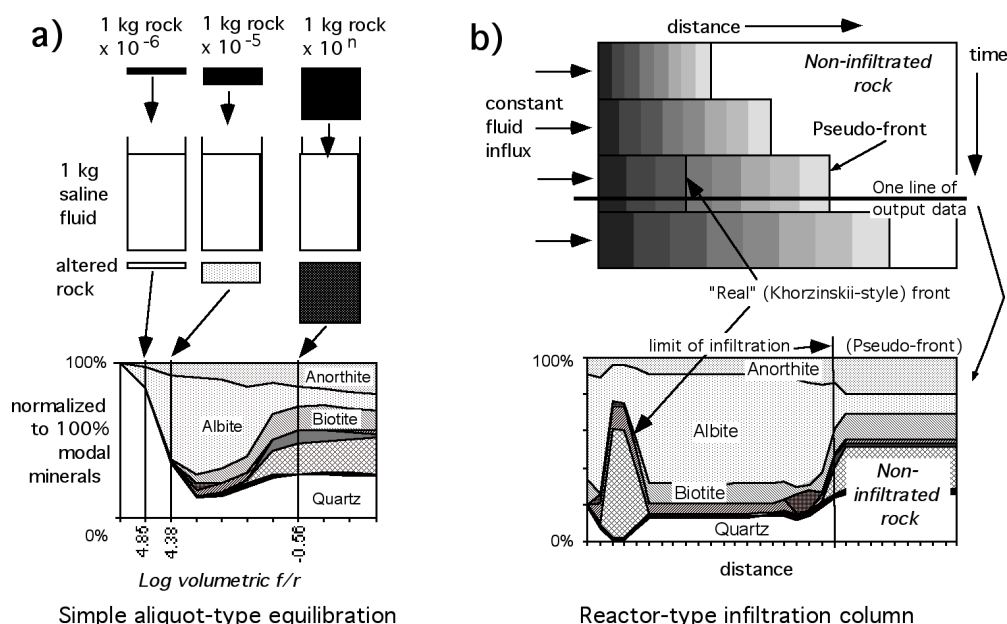 a)
1 kg rock
x 10-6
1 kg rock
x 10-5
1 kg rock
x 10n
1 kg
saline
fluid
altered
rock
100%
normalized
to 100%
modal
minerals
0%
Anorthite
Albite
Biotite
Quartz
4.85
4.38
-0.56
Log volumetric f/r
Simple aliquot-type equilibration
b)
distance
time
Non-infiltrated
rock
constant
fluid
influx
Pseudo-front
One line of
output data
"Real" (Khorzinskii-style) front
limit of infiltration
(Pseudo-front)
100%
Anorthite
Albite
Biotite
Quartz
Non-
infiltrated
rock
0%
distance
Reactor-type infiltration column